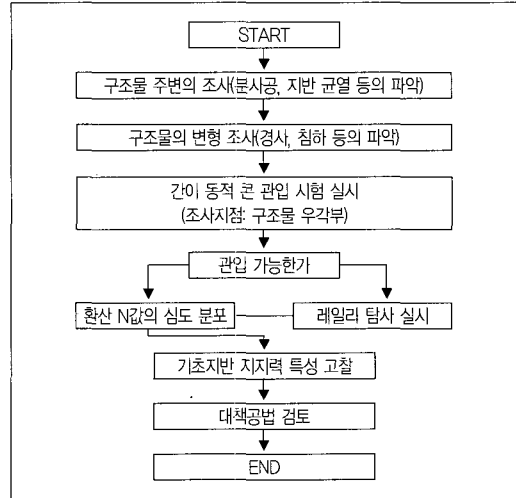 START
구조물 주변의 조사(분사공, 지반 균열 등의 파악)
구조물의 변형 조사(경사, 침하 등의 파악)
간이 동적 콘 관입 시험 실시
(조사지점: 구조물 우각부)
관입 가능한가
환산 N값의 심도 분포
레일리 탐사 실시
기초지반 지지력 특성 고찰
대책공법 검토
END